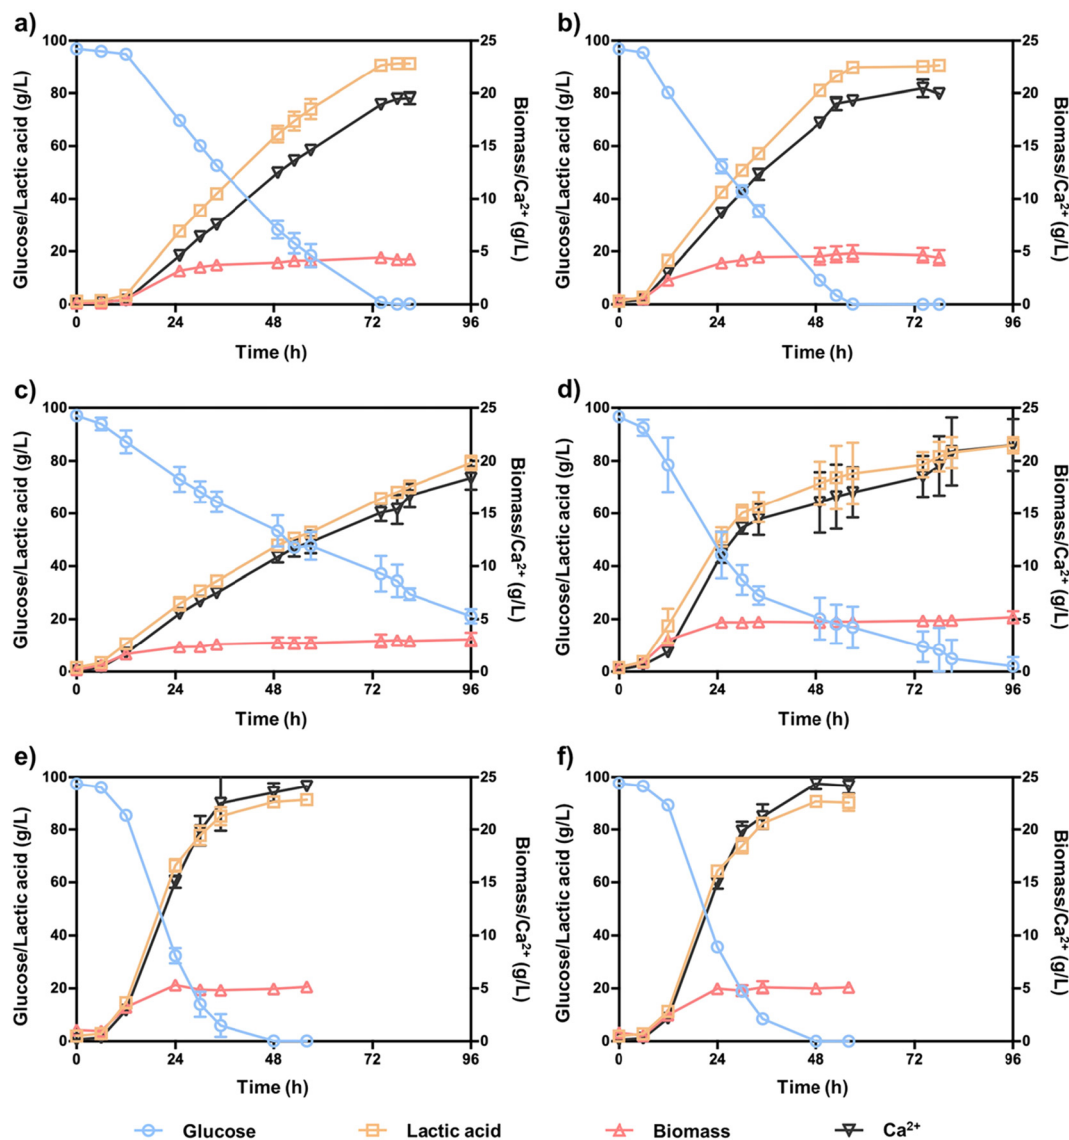 a)
b)
100
80
60
40
20
0
25
20
15
10
5
0
0 24 48 72 96
Glucose/Lactic acid (g/L)
Biomass/Ca²⁺ (g/L)
Time (h)
100
80
60
40
20
0
25
20
15
10
5
0
0 24 48 72 96
Glucose/Lactic acid (g/L)
Biomass/Ca²⁺ (g/L)
Time (h)
c)
d)
100
80
60
40
20
0
25
20
15
10
5
0
0 24 48 72 96
Glucose/Lactic acid (g/L)
Biomass/Ca²⁺ (g/L)
Time (h)
100
80
60
40
20
0
25
20
15
10
5
0
0 24 48 72 96
Glucose/Lactic acid (g/L)
Biomass/Ca²⁺ (g/L)
Time (h)
e)
f)
100
80
60
40
20
0
25
20
15
10
5
0
0 24 48 72 96
Glucose/Lactic acid (g/L)
Biomass/Ca²⁺ (g/L)
Time (h)
100
80
60
40
20
0
25
20
15
10
5
0
0 24 48 72 96
Glucose/Lactic acid (g/L)
Biomass/Ca²⁺ (g/L)
Time (h)
Glucose Lactic acid Biomass Ca²⁺